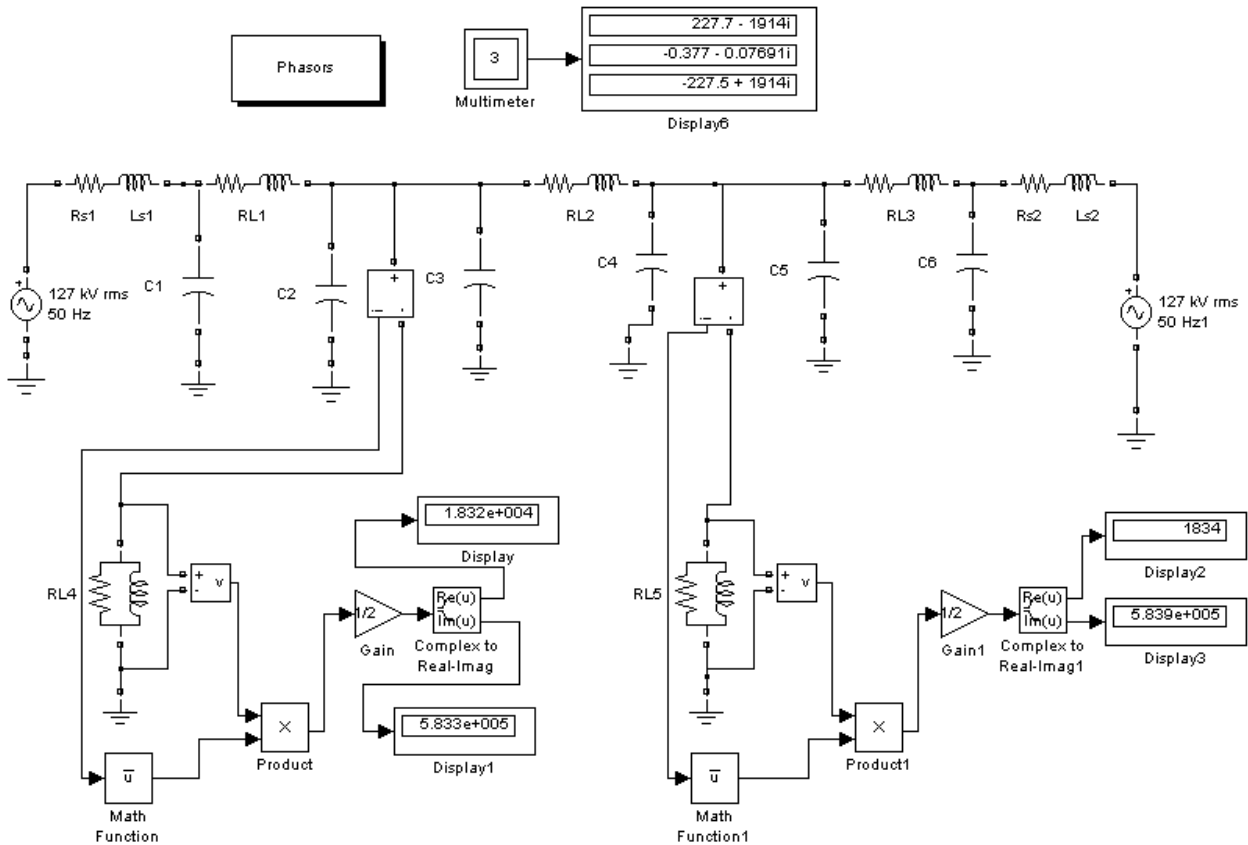 227.7 - 1914i
Phasors
3
-0.377 - 0.07691i
-227.5 + 1914i
Multimeter
Display6
Rs1
Ls1
RL1
RL2
RL3
Rs2
Ls2
C1
C2
C3
C4
C5
C6
127 kV rms
50 Hz
127 kV rms
50 Hz1
1.832e+004
Display
RL4
v
1/2
Gain
Re(u)
Im(u)
Complex to
Real-Imag
5.833e+005
Display1
×
Product
u
Math
Function
1834
Display2
RL5
v
1/2
Gain1
Re(u)
Im(u)
Complex to
Real-Imag1
5.839e+005
Display3
×
Product1
u
Math
Function1